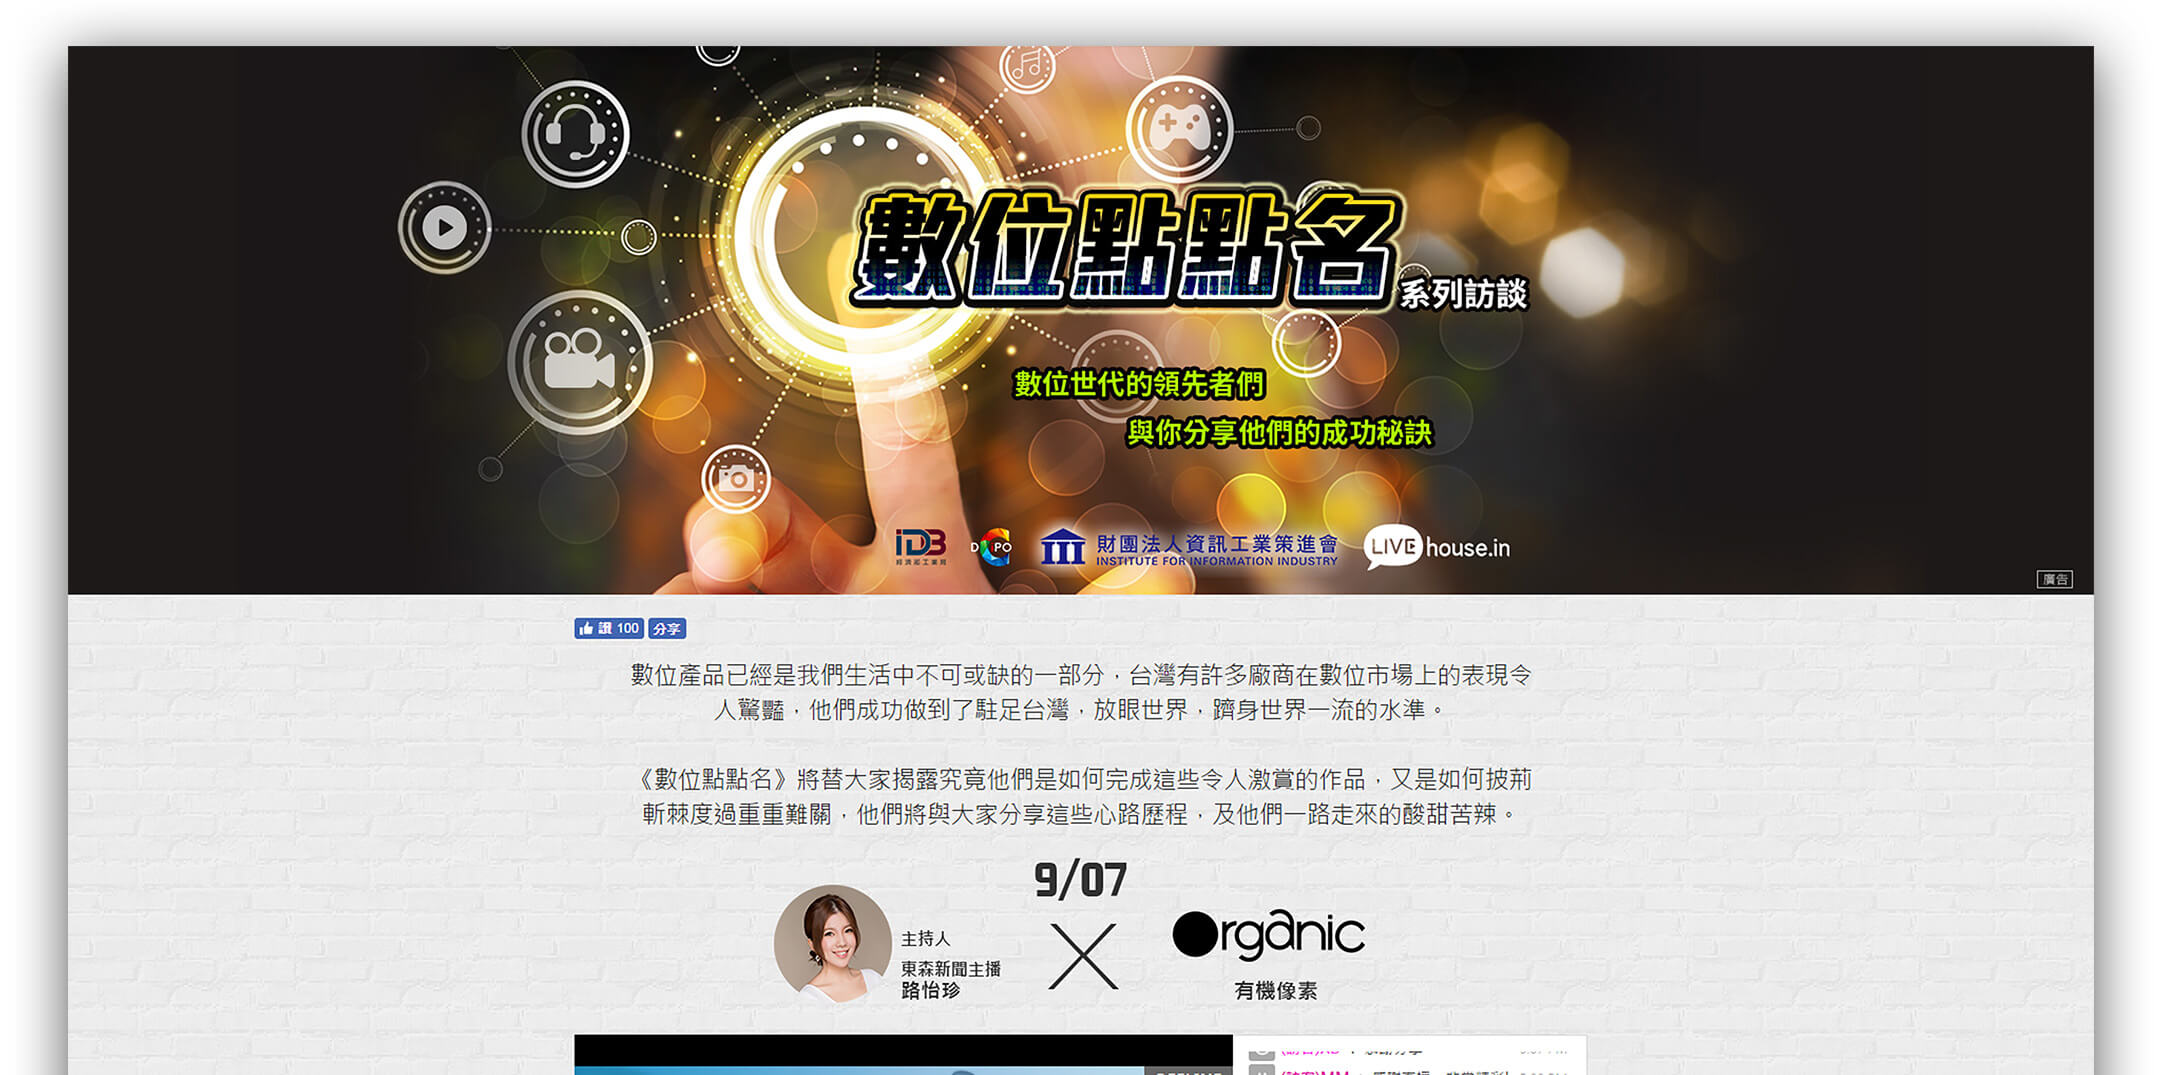 數位點點名
系列訪談
數位世代的領先者們
與你分享他們的成功秘訣
IDB
經濟部工業局
DCPO
財團法人資訊工業策進會
INSTITUTE FOR INFORMATION INDUSTRY
LIVE house.in
廣告
讚 100 分享
數位產品已經是我們生活中不可或缺的一部分，台灣有許多廠商在數位市場上的表現令
人驚豔，他們成功做到了駐足台灣，放眼世界，躋身世界一流的水準。
《數位點點名》將替大家揭露究竟他們是如何完成這些令人激賞的作品，又是如何披荊
斬棘度過重重難關，他們將與大家分享這些心路歷程，及他們一路走來的酸甜苦辣。
9/07
主持人
東森新聞主播
路怡珍
Organic
有機像素